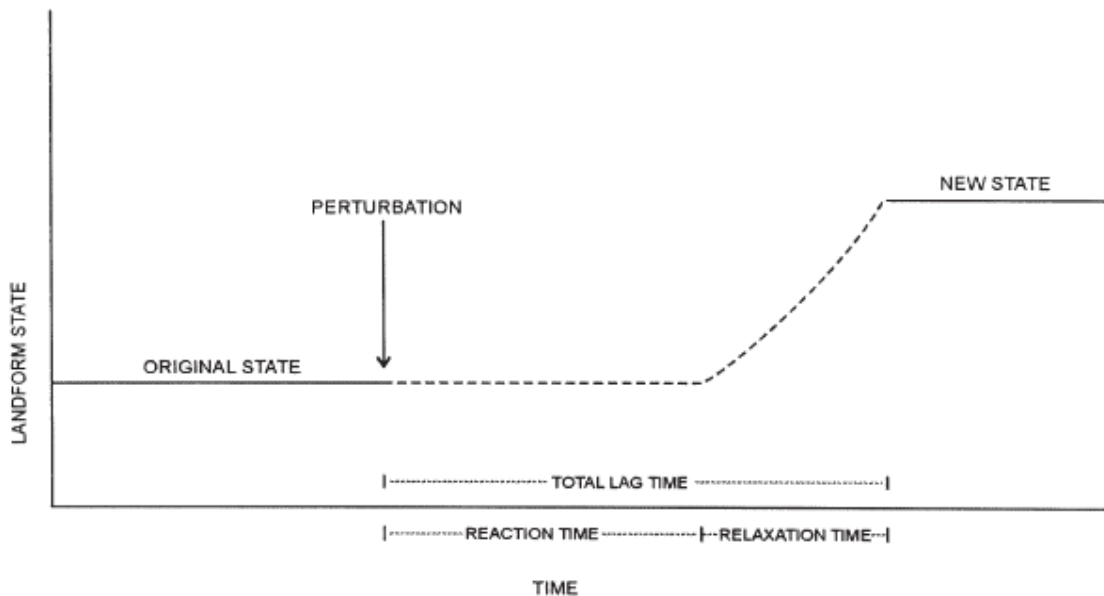 NEW STATE
PERTURBATION
ORIGINAL STATE
LANDFORM STATE
TOTAL LAG TIME
REACTION TIME
RELAXATION TIME
TIME